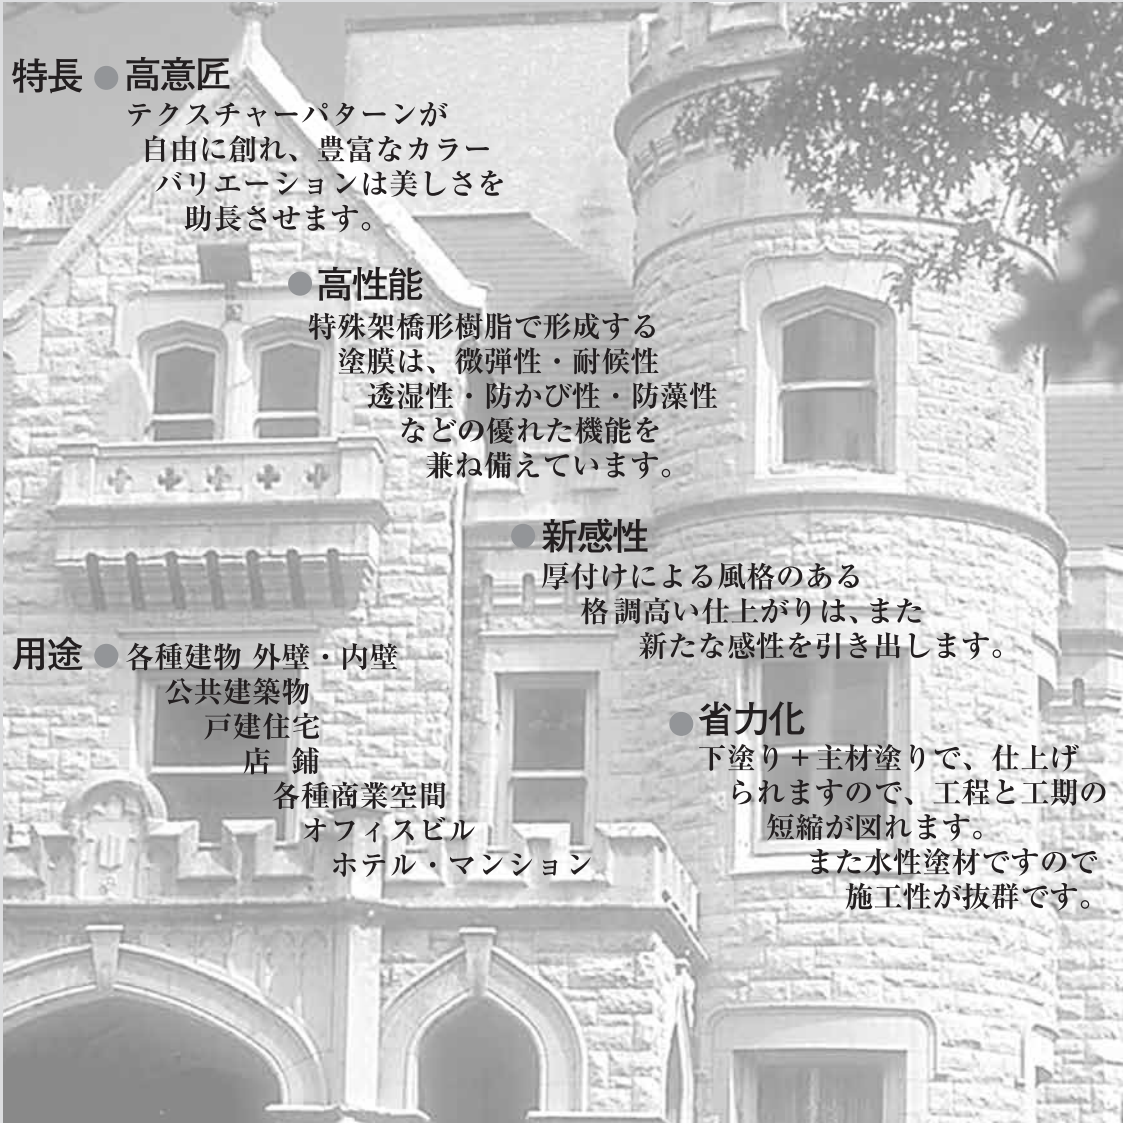 特長 ●高意匠
テクスチャーパターンが
自由に創れ、豊富なカラー
バリエーションは美しさを
助長させます。
●高性能
特殊架橋形樹脂で形成する
塗膜は、微弾性・耐候性
透湿性・防かび性・防藻性
などの優れた機能を
兼ね備えています。
●新感性
厚付けによる風格のある
格調高い仕上がりは、また
新たな感性を引き出します。
●省力化
下塗り＋主材塗りで、仕上げ
られますので、工程と工期の
短縮が図れます。
また水性塗材ですので
施工性が抜群です。
用途 ●各種建物 外壁・内壁
公共建築物
戸建住宅
店 舗
各種商業空間
オフィスビル
ホテル・マンション